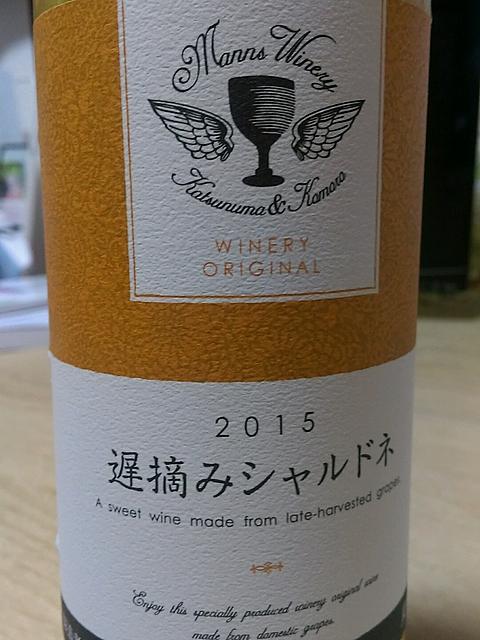 Manns Winery
Katsunuma & Komoro
WINERY
ORIGINAL
2015
遅摘みシャルドネ
A sweet wine made from late-harvested grapes.
Enjoy this specially produced winery original wine
made from domestic grapes.